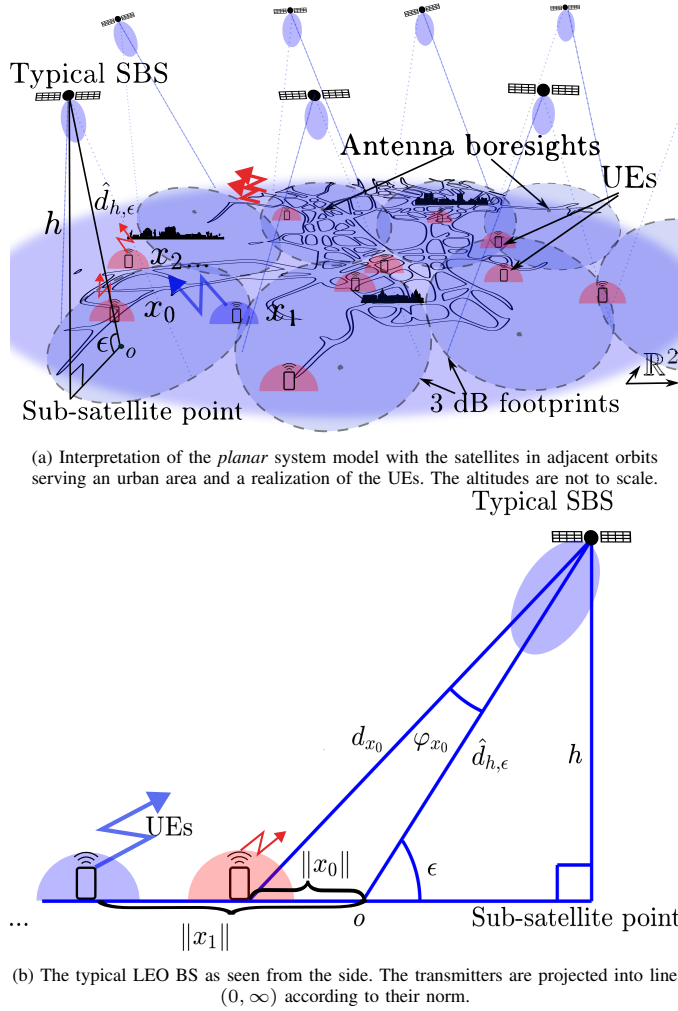 Typical SBS
Antenna boresights
UEs
h
\hat{d}_{h,ϵ}
x_2...
x_0
x_1
ϵ
o
ℝ^2
3 dB footprints
Sub-satellite point
(a) Interpretation of the planar system model with the satellites in adjacent orbits
serving an urban area and a realization of the UEs. The altitudes are not to scale.
Typical SBS
d_{x_0}
φ_{x_0}
\hat{d}_{h,ϵ}
h
UEs
‖x_0‖
ϵ
...
o
Sub-satellite point
‖x_1‖
(b) The typical LEO BS as seen from the side. The transmitters are projected into line
(0, ∞) according to their norm.